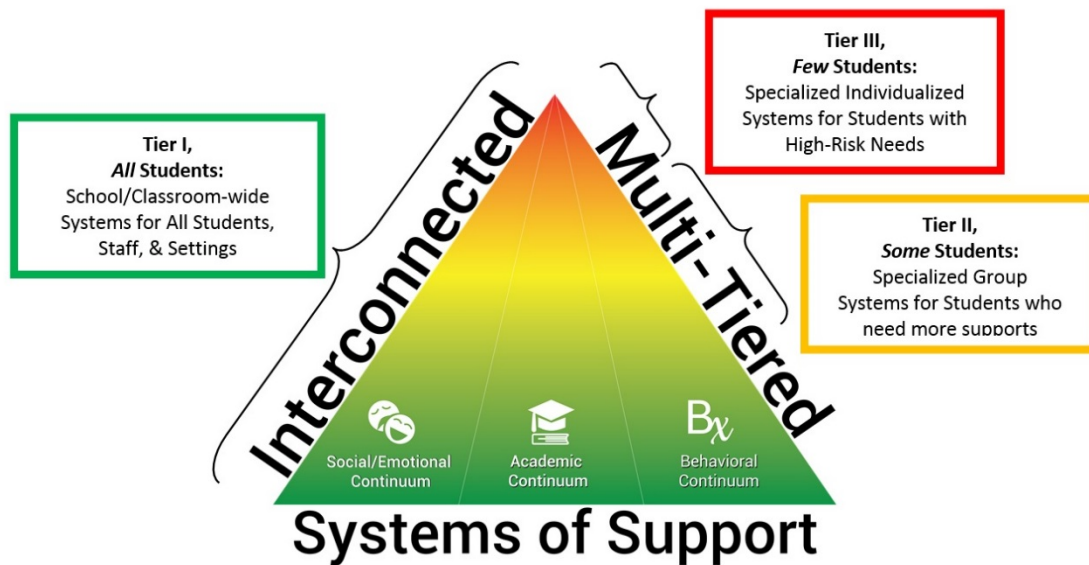 Tier I,
All Students:
School/Classroom-wide
Systems for All Students,
Staff, & Settings
Interconnected
Multi-Tiered
Tier III,
Few Students:
Specialized Individualized
Systems for Students with
High-Risk Needs
Tier II,
Some Students:
Specialized Group
Systems for Students who
need more supports
Social/Emotional
Continuum
Academic
Continuum
Bx
Behavioral
Continuum
Systems of Support